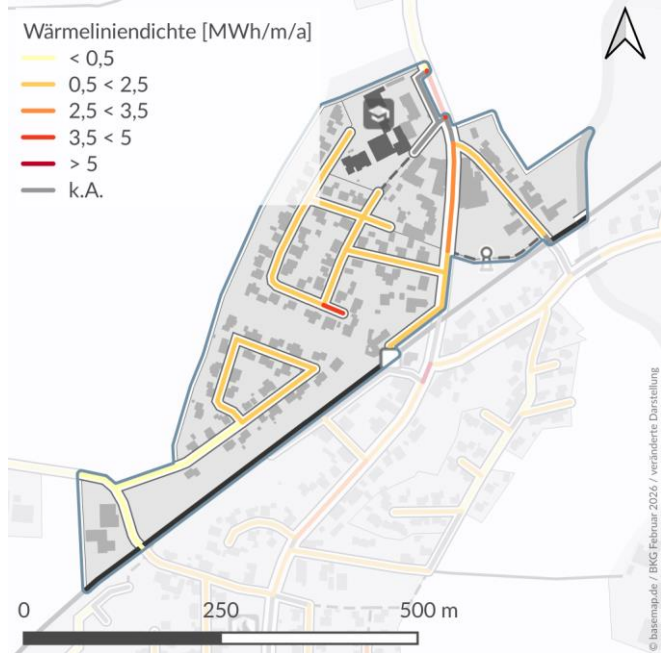 Wärmeliniendichte [MWh/m/a]
< 0,5
0,5 < 2,5
2,5 < 3,5
3,5 < 5
> 5
k.A.
0 250 500 m
© basemap.de / BKG Februar 2026 / veränderte Darstellung